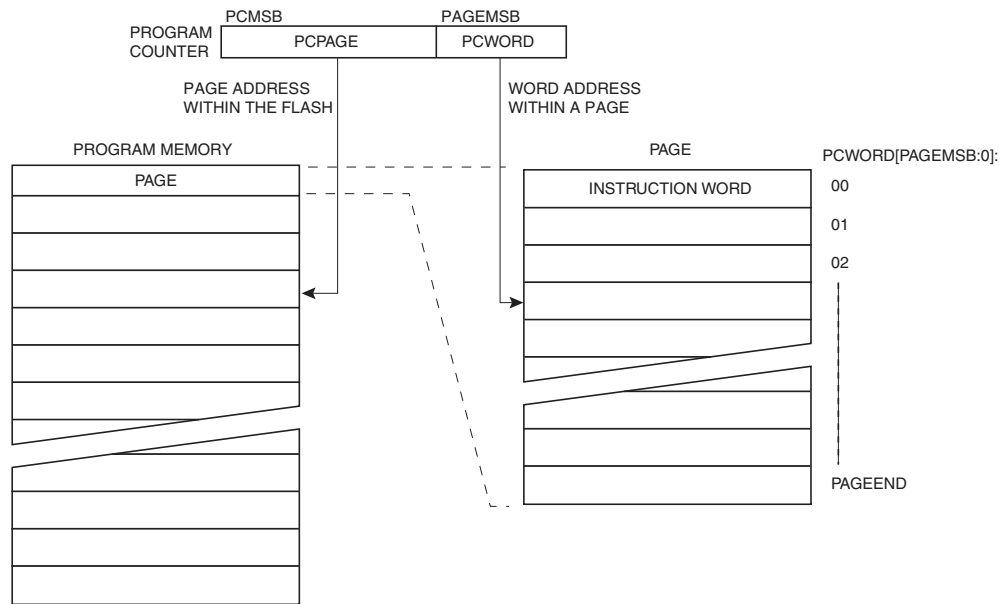 PCMSB PAGEMSB
PROGRAM
COUNTER
PCPAGE PCWORD
PAGE ADDRESS
WITHIN THE FLASH
WORD ADDRESS
WITHIN A PAGE
PROGRAM MEMORY
PAGE
PAGE
PCWORD[PAGEMSB:0]:
INSTRUCTION WORD
00
01
02
PAGEEND